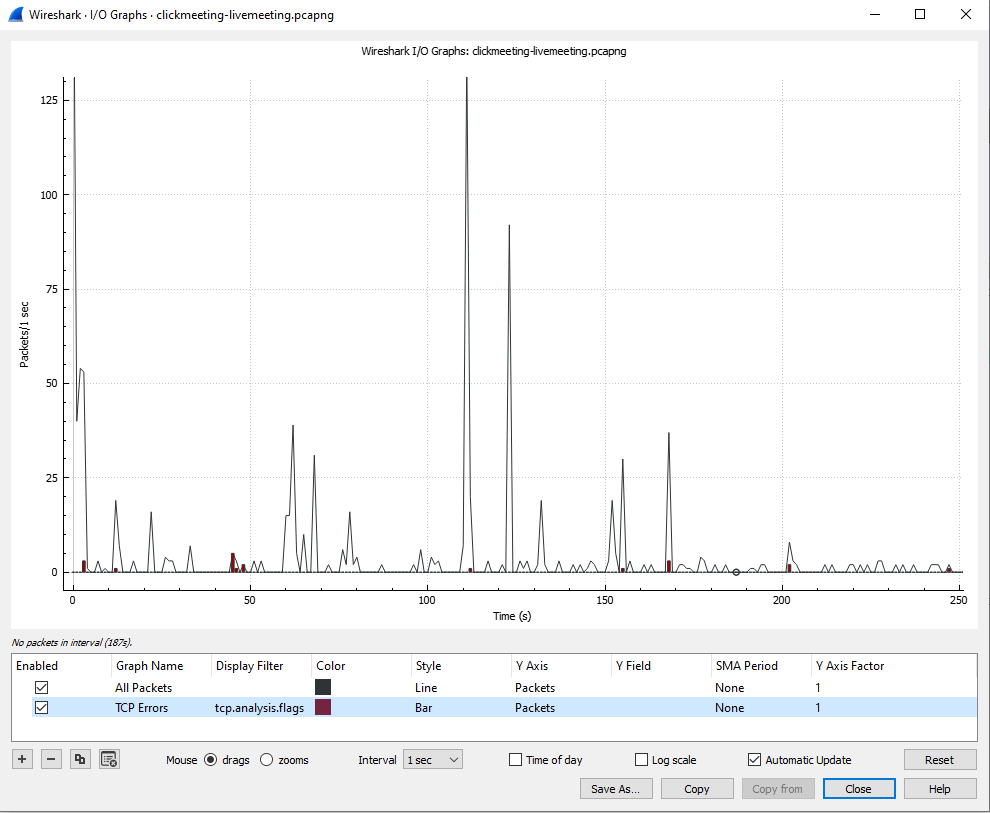 Wireshark · I/O Graphs · clickmeeting-livemeeting.pcapng
Wireshark I/O Graphs: clickmeeting-livemeeting.pcapng
125
100
75
50
25
0
Packets/1 sec
0 50 100 150 200 250
Time (s)
No packets in interval (187s).
Enabled Graph Name Display Filter Color Style Y Axis Y Field SMA Period Y Axis Factor
All Packets Line Packets None 1
TCP Errors tcp.analysis.flags Bar Packets None 1
Mouse drags zooms Interval 1 sec Time of day Log scale Automatic Update Reset
Save As... Copy Copy from Close Help